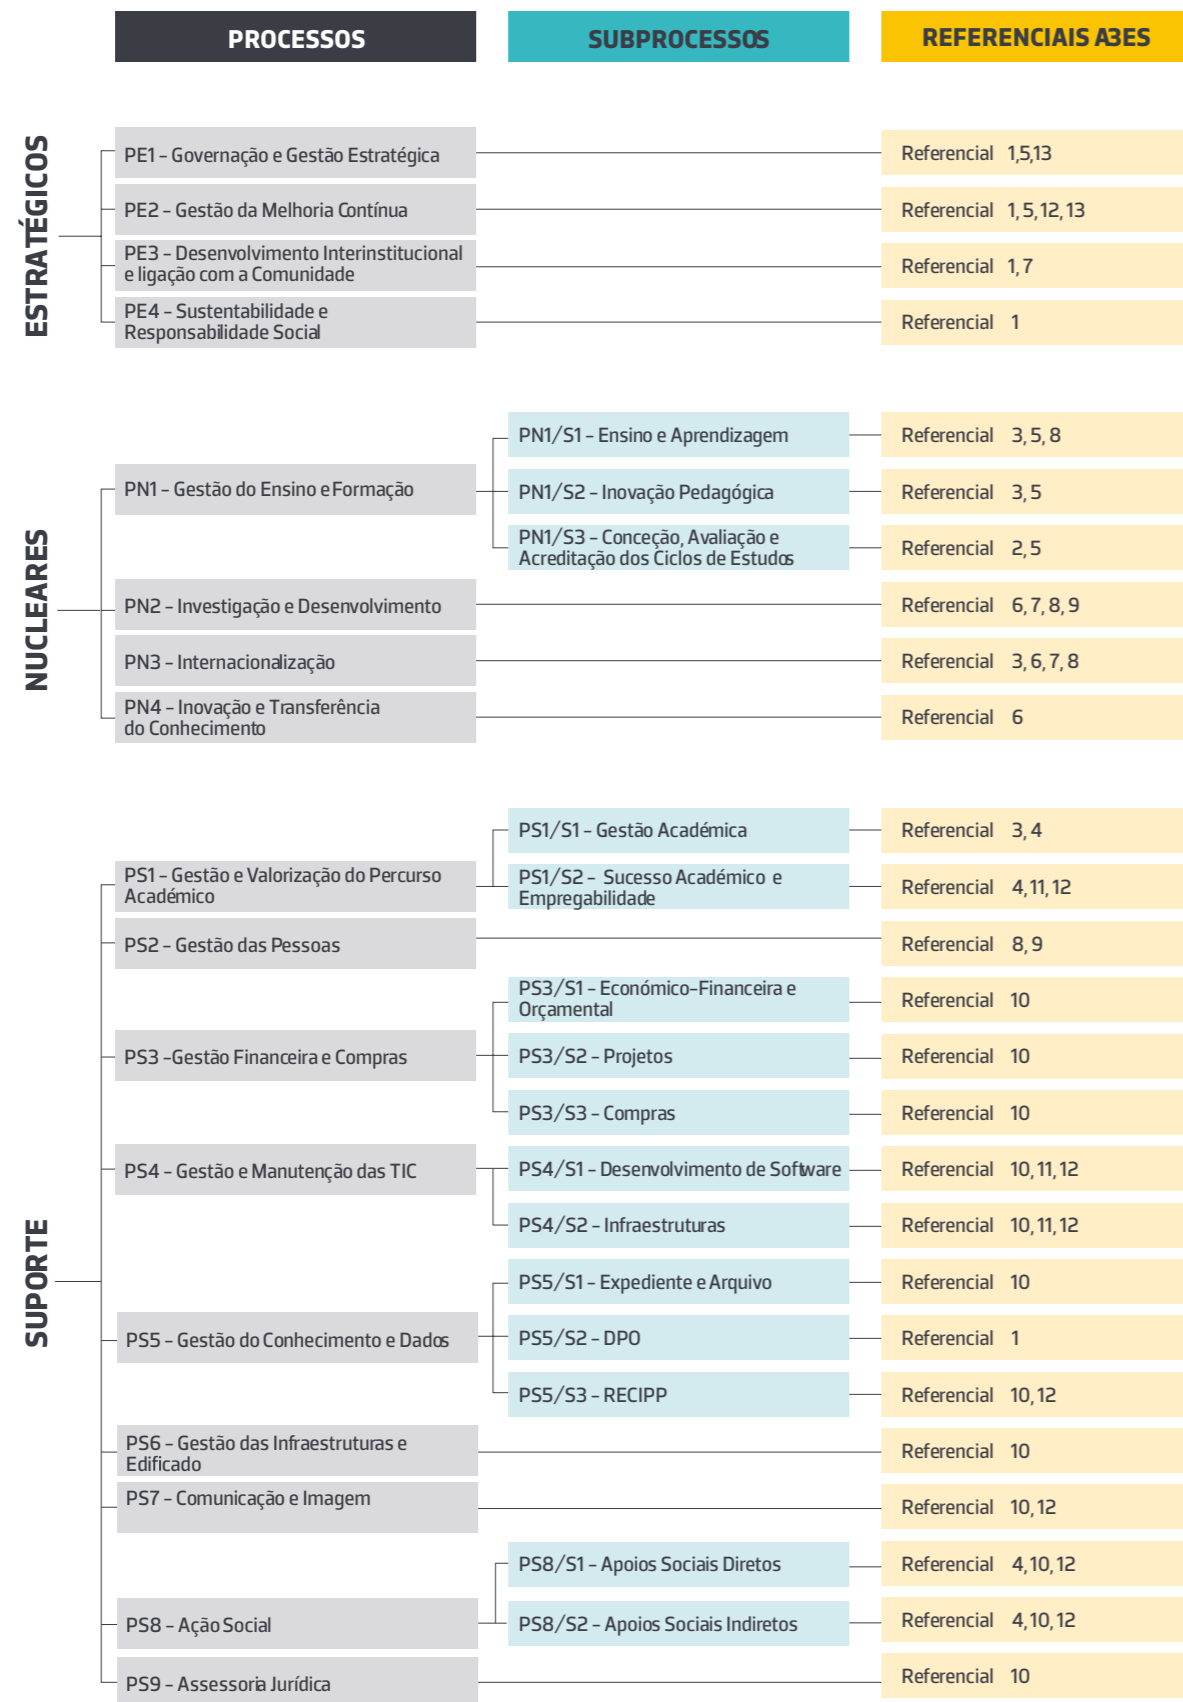 PROCESSOS
SUBPROCESSOS
REFERENCIAIS A3ES
ESTRATÉGICOS
PE1 – Governação e Gestão Estratégica
Referencial 1,5,13
PE2 – Gestão da Melhoria Contínua
Referencial 1, 5, 12, 13
PE3 – Desenvolvimento Interinstitucional
e ligação com a Comunidade
Referencial 1, 7
PE4 – Sustentabilidade e
Responsabilidade Social
Referencial 1
NUCLEARES
PN1 – Gestão do Ensino e Formação
PN1/S1 – Ensino e Aprendizagem
Referencial 3, 5, 8
PN1/S2 – Inovação Pedagógica
Referencial 3, 5
PN1/S3 – Conceção, Avaliação e
Acreditação dos Ciclos de Estudos
Referencial 2, 5
PN2 – Investigação e Desenvolvimento
Referencial 6, 7, 8, 9
PN3 – Internacionalização
Referencial 3, 6, 7, 8
PN4 – Inovação e Transferência
do Conhecimento
Referencial 6
SUPORTE
PS1 – Gestão e Valorização do Percurso
Académico
PS1/S1 – Gestão Académica
Referencial 3, 4
PS1/S2 – Sucesso Académico e
Empregabilidade
Referencial 4, 11, 12
PS2 – Gestão das Pessoas
Referencial 8, 9
PS3 –Gestão Financeira e Compras
PS3/S1 – Económico-Financeira e
Orçamental
Referencial 10
PS3/S2 – Projetos
Referencial 10
PS3/S3 – Compras
Referencial 10
PS4 – Gestão e Manutenção das TIC
PS4/S1 – Desenvolvimento de Software
Referencial 10, 11, 12
PS4/S2 – Infraestruturas
Referencial 10, 11, 12
PS5 – Gestão do Conhecimento e Dados
PS5/S1 – Expediente e Arquivo
Referencial 10
PS5/S2 – DPO
Referencial 1
PS5/S3 – RECIPP
Referencial 10, 12
PS6 – Gestão das Infraestruturas e
Edificado
Referencial 10
PS7 – Comunicação e Imagem
Referencial 10, 12
PS8 – Ação Social
PS8/S1 – Apoios Sociais Diretos
Referencial 4, 10, 12
PS8/S2 – Apoios Sociais Indiretos
Referencial 4, 10, 12
PS9 – Assessoria Jurídica
Referencial 10